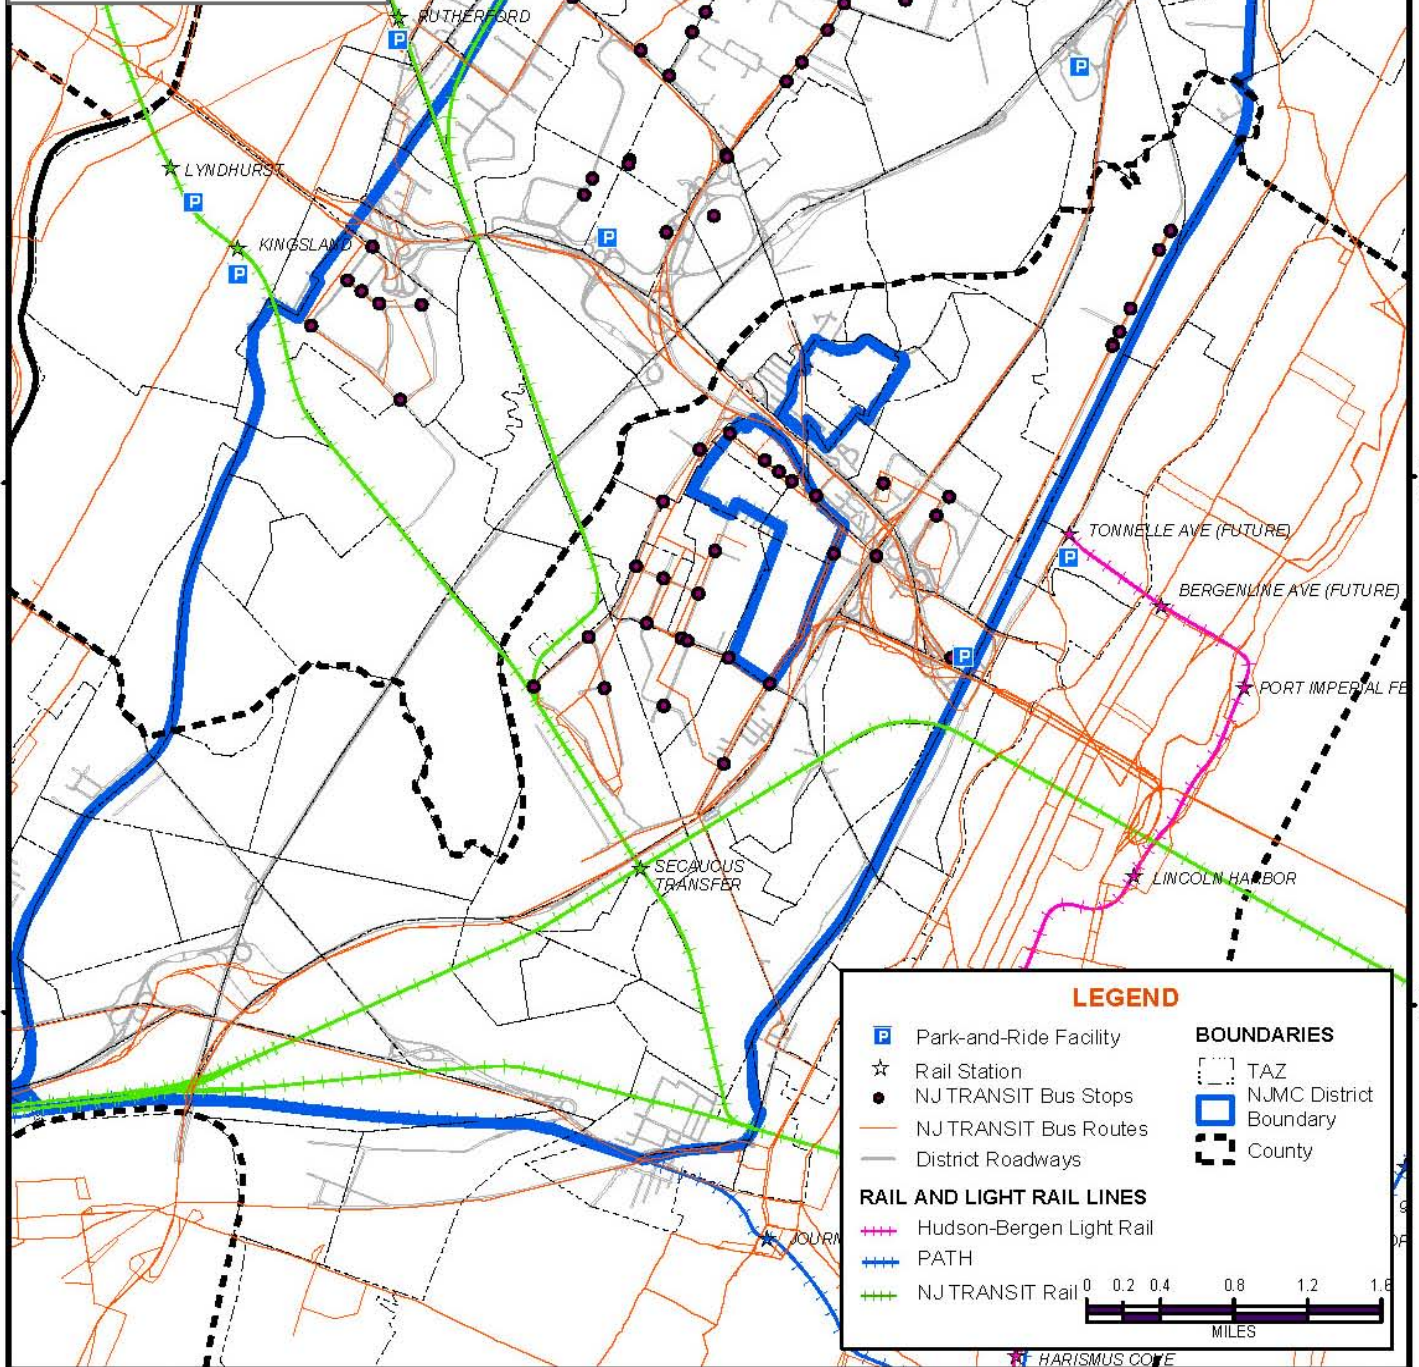 RUTHERFORD
P
P
LYNDHURST
P
KINGSLAND
P
P
TONNELLE AVE (FUTURE)
P
BERGENLINE AVE (FUTURE)
P
PORT IMPERIAL FE
SECAUCUS
TRANSFER
LINCOLN HARBOR
LEGEND
P Park-and-Ride Facility
Rail Station
NJ TRANSIT Bus Stops
NJ TRANSIT Bus Routes
District Roadways
BOUNDARIES
TAZ
NJMC District
Boundary
County
RAIL AND LIGHT RAIL LINES
Hudson-Bergen Light Rail
PATH
NJ TRANSIT Rail
0 0.2 0.4 0.8 1.2 1.6
MILES
JOURN
HARISMUS COVE